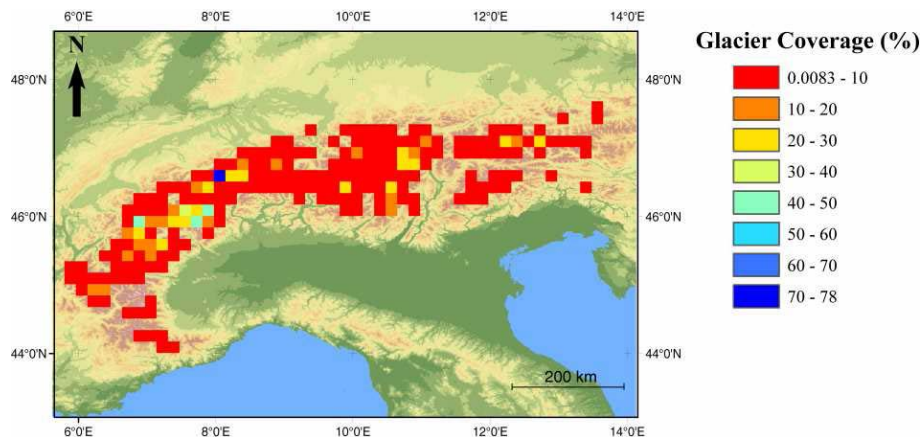 6°0'E 8°0'E 10°0'E 12°0'E 14°0'E
N
Glacier Coverage (%)
48°0'N 48°0'N
0.0083 - 10
10 - 20
20 - 30
30 - 40
40 - 50
50 - 60
60 - 70
70 - 78
46°0'N 46°0'N
44°0'N 44°0'N
200 km
6°0'E 8°0'E 10°0'E 12°0'E 14°0'E